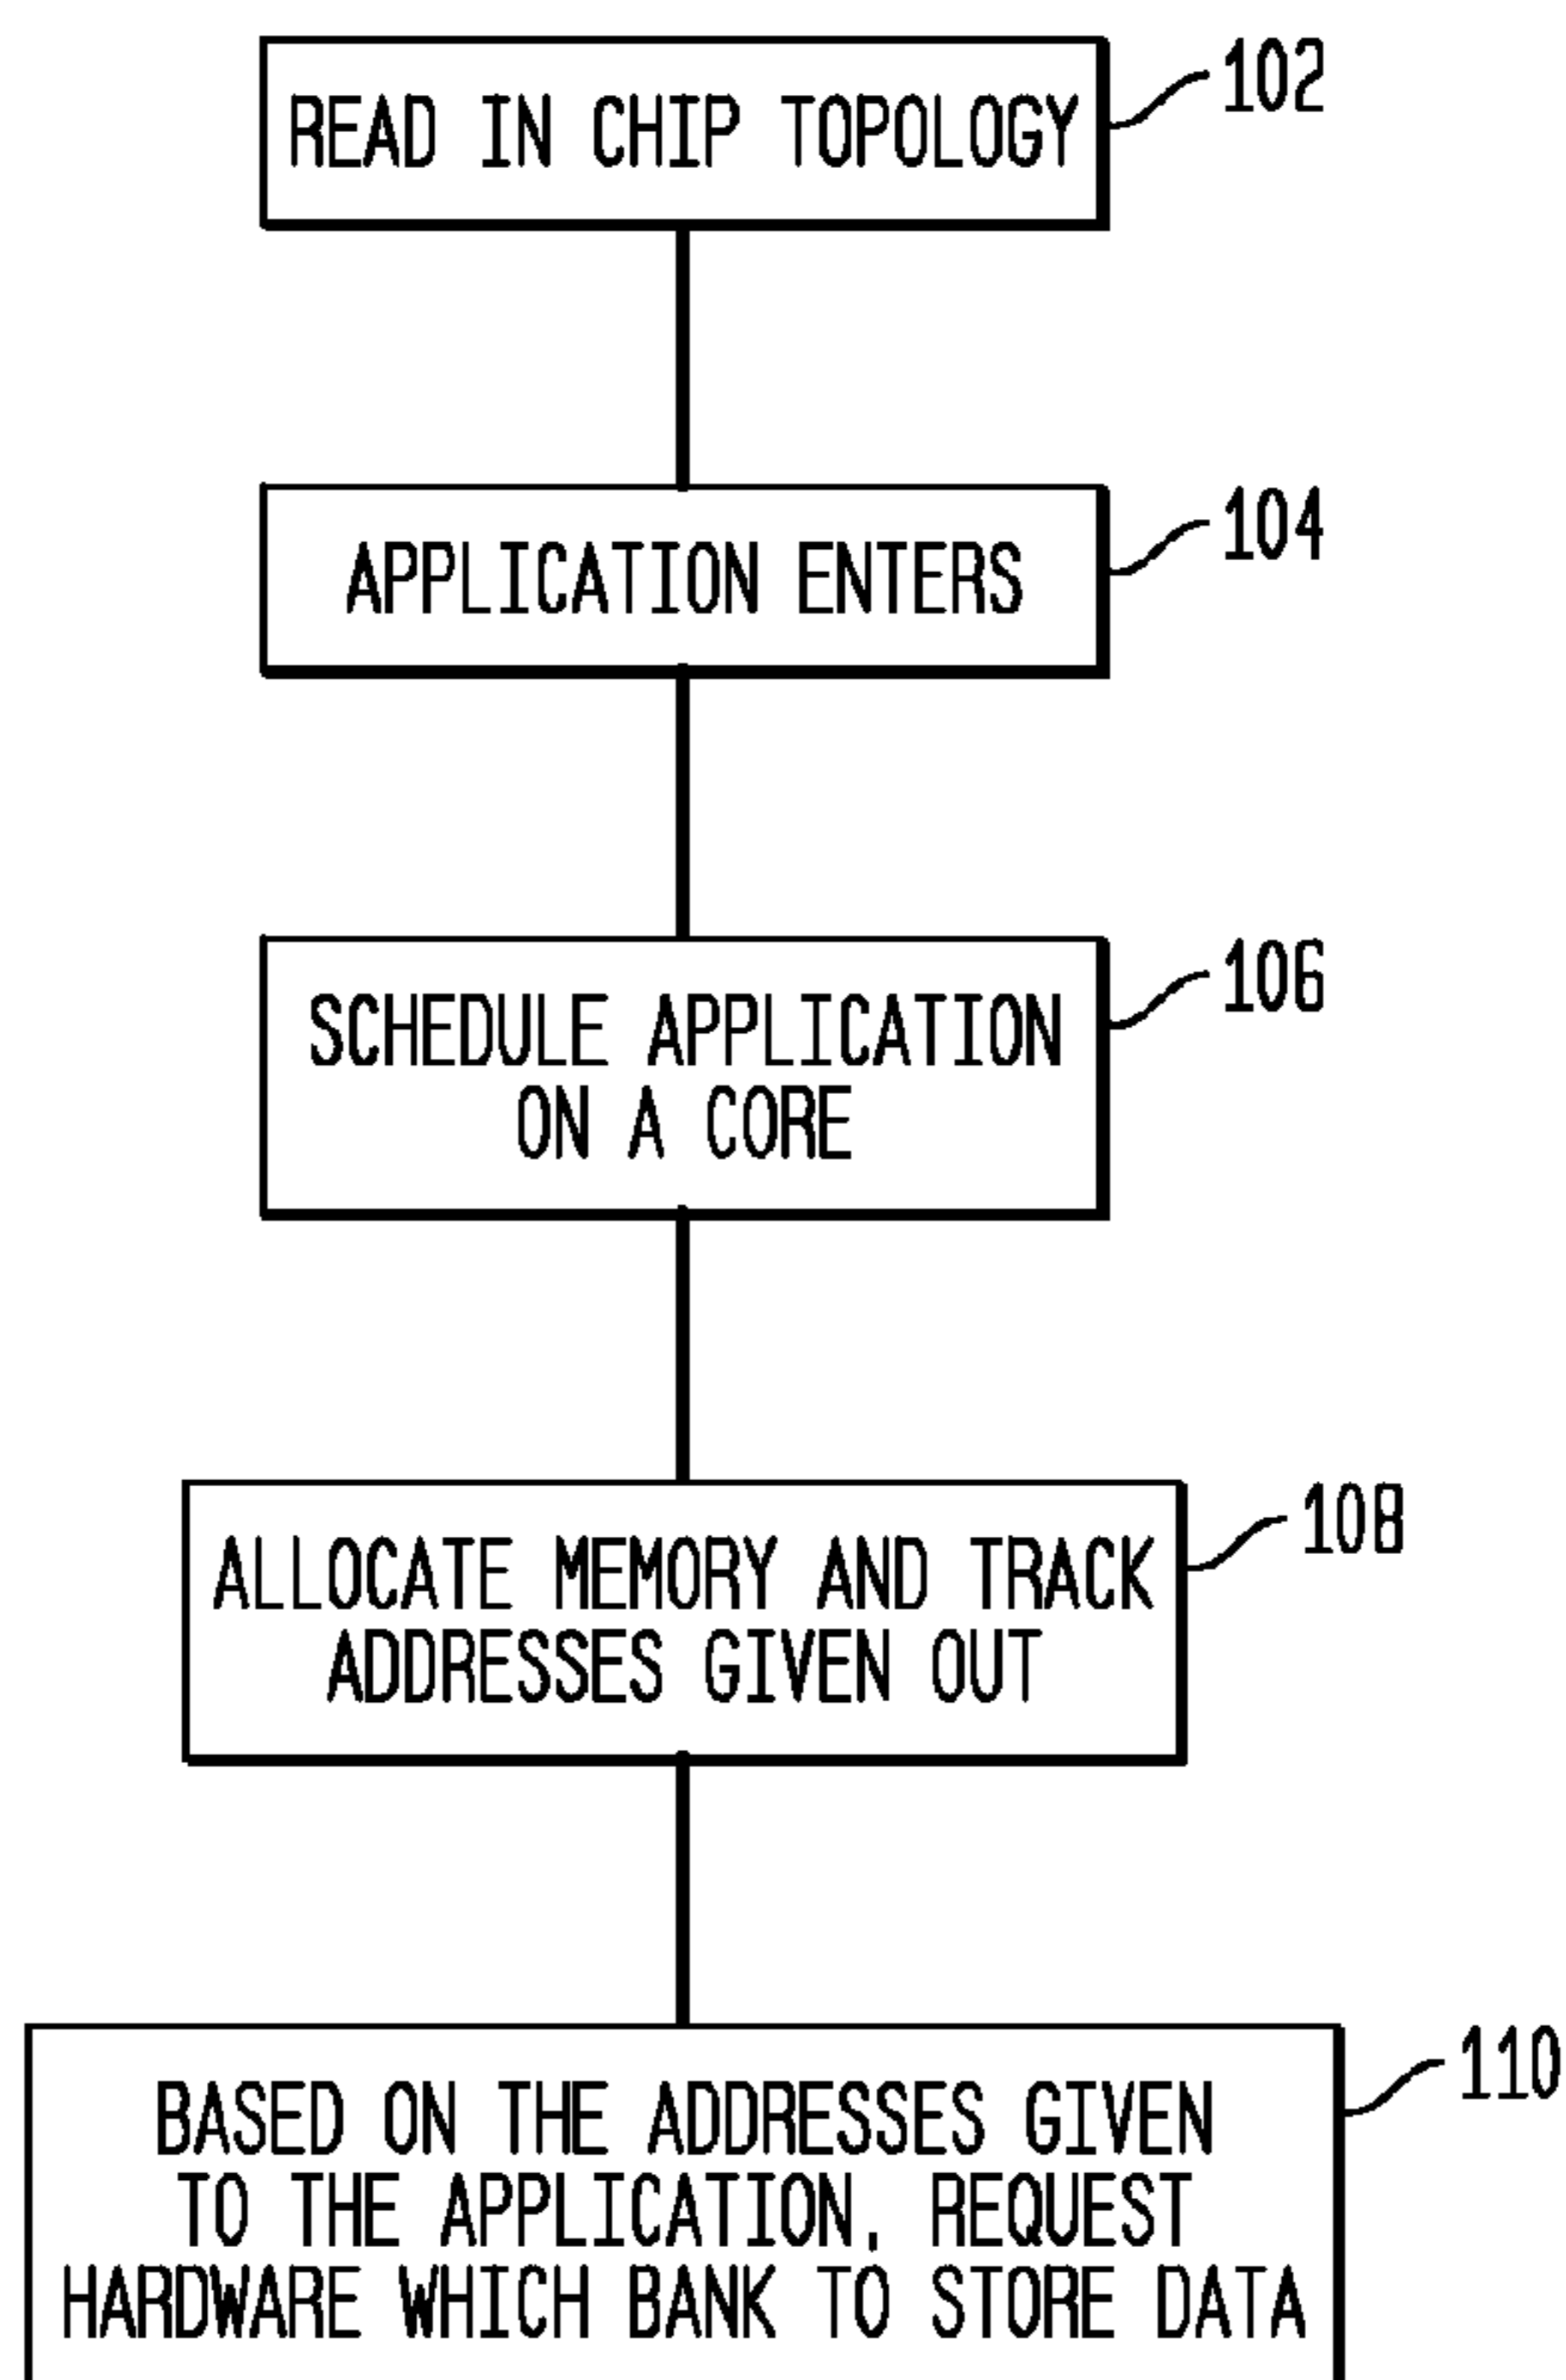 READ IN CHIP TOPOLOGY
102
APPLICATION ENTERS
104
SCHEDULE APPLICATION
ON A CORE
106
ALLOCATE MEMORY AND TRACK
ADDRESSES GIVEN OUT
108
BASED ON THE ADDRESSES GIVEN
TO THE APPLICATION, REQUEST
HARDWARE WHICH BANK TO STORE DATA
110